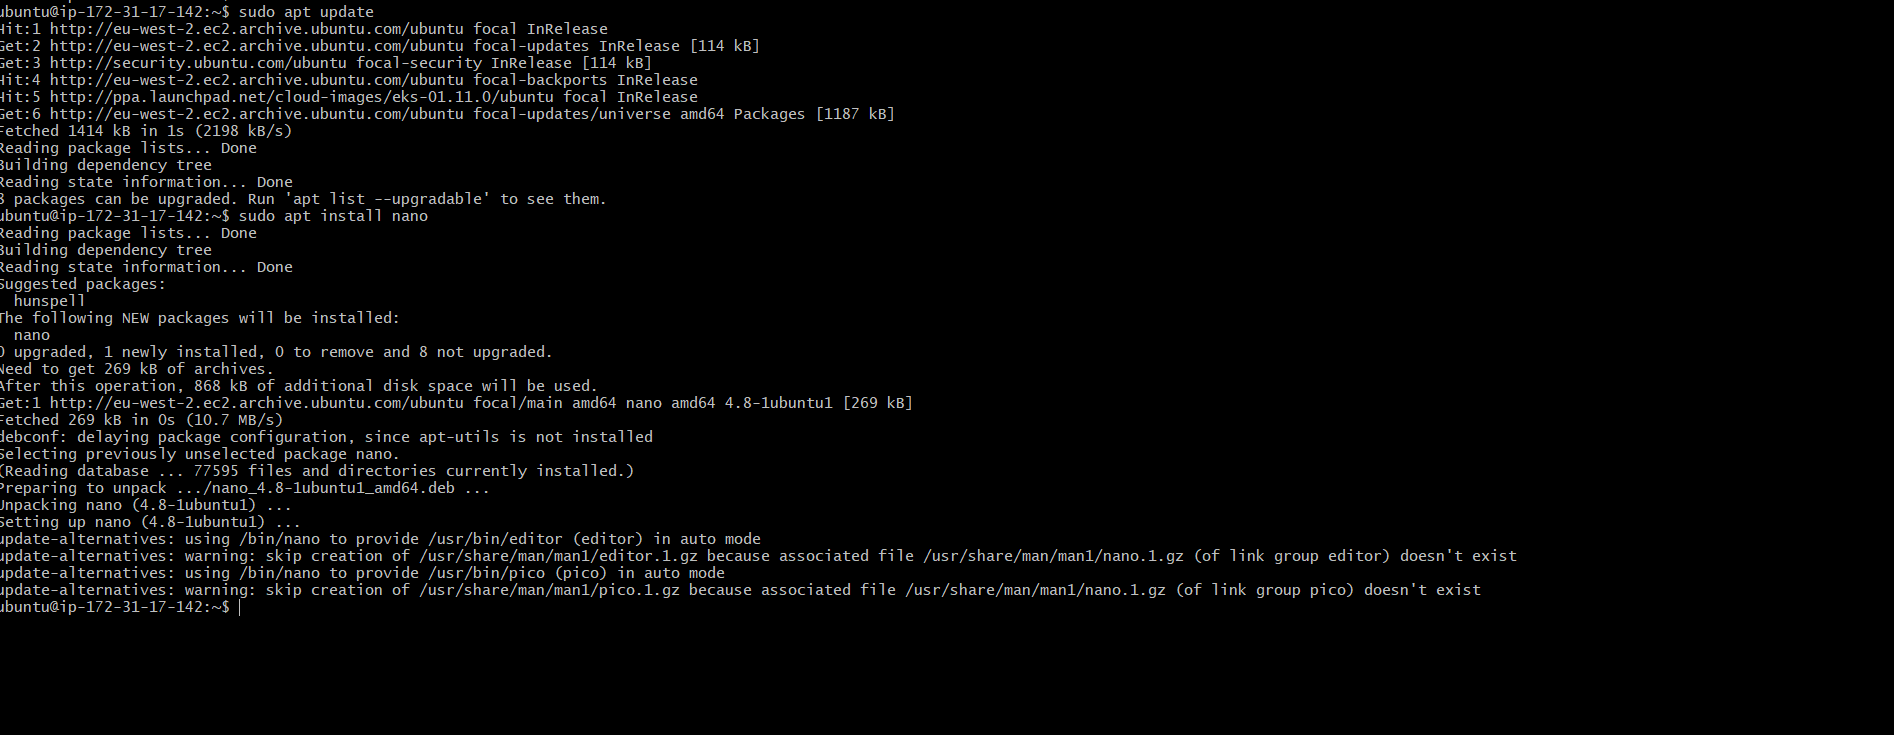 ubuntu@ip-172-31-17-142:~$ sudo apt update
Hit:1 http://eu-west-2.ec2.archive.ubuntu.com/ubuntu focal InRelease
Get:2 http://eu-west-2.ec2.archive.ubuntu.com/ubuntu focal-updates InRelease [114 kB]
Get:3 http://security.ubuntu.com/ubuntu focal-security InRelease [114 kB]
Hit:4 http://eu-west-2.ec2.archive.ubuntu.com/ubuntu focal-backports InRelease
Hit:5 http://ppa.launchpad.net/cloud-images/eks-01.11.0/ubuntu focal InRelease
Get:6 http://eu-west-2.ec2.archive.ubuntu.com/ubuntu focal-updates/universe amd64 Packages [1187 kB]
Fetched 1414 kB in 1s (2198 kB/s)
Reading package lists... Done
Building dependency tree
Reading state information... Done
8 packages can be upgraded. Run 'apt list --upgradable' to see them.
ubuntu@ip-172-31-17-142:~$ sudo apt install nano
Reading package lists... Done
Building dependency tree
Reading state information... Done
Suggested packages:
  hunspell
The following NEW packages will be installed:
  nano
0 upgraded, 1 newly installed, 0 to remove and 8 not upgraded.
Need to get 269 kB of archives.
After this operation, 868 kB of additional disk space will be used.
Get:1 http://eu-west-2.ec2.archive.ubuntu.com/ubuntu focal/main amd64 nano amd64 4.8-1ubuntu1 [269 kB]
Fetched 269 kB in 0s (10.7 MB/s)
debconf: delaying package configuration, since apt-utils is not installed
Selecting previously unselected package nano.
(Reading database ... 77595 files and directories currently installed.)
Preparing to unpack .../nano_4.8-1ubuntu1_amd64.deb ...
Unpacking nano (4.8-1ubuntu1) ...
Setting up nano (4.8-1ubuntu1) ...
update-alternatives: using /bin/nano to provide /usr/bin/editor (editor) in auto mode
update-alternatives: warning: skip creation of /usr/share/man/man1/editor.1.gz because associated file /usr/share/man/man1/nano.1.gz (of link group editor) doesn't exist
update-alternatives: using /bin/nano to provide /usr/bin/pico (pico) in auto mode
update-alternatives: warning: skip creation of /usr/share/man/man1/pico.1.gz because associated file /usr/share/man/man1/nano.1.gz (of link group pico) doesn't exist
ubuntu@ip-172-31-17-142:~$